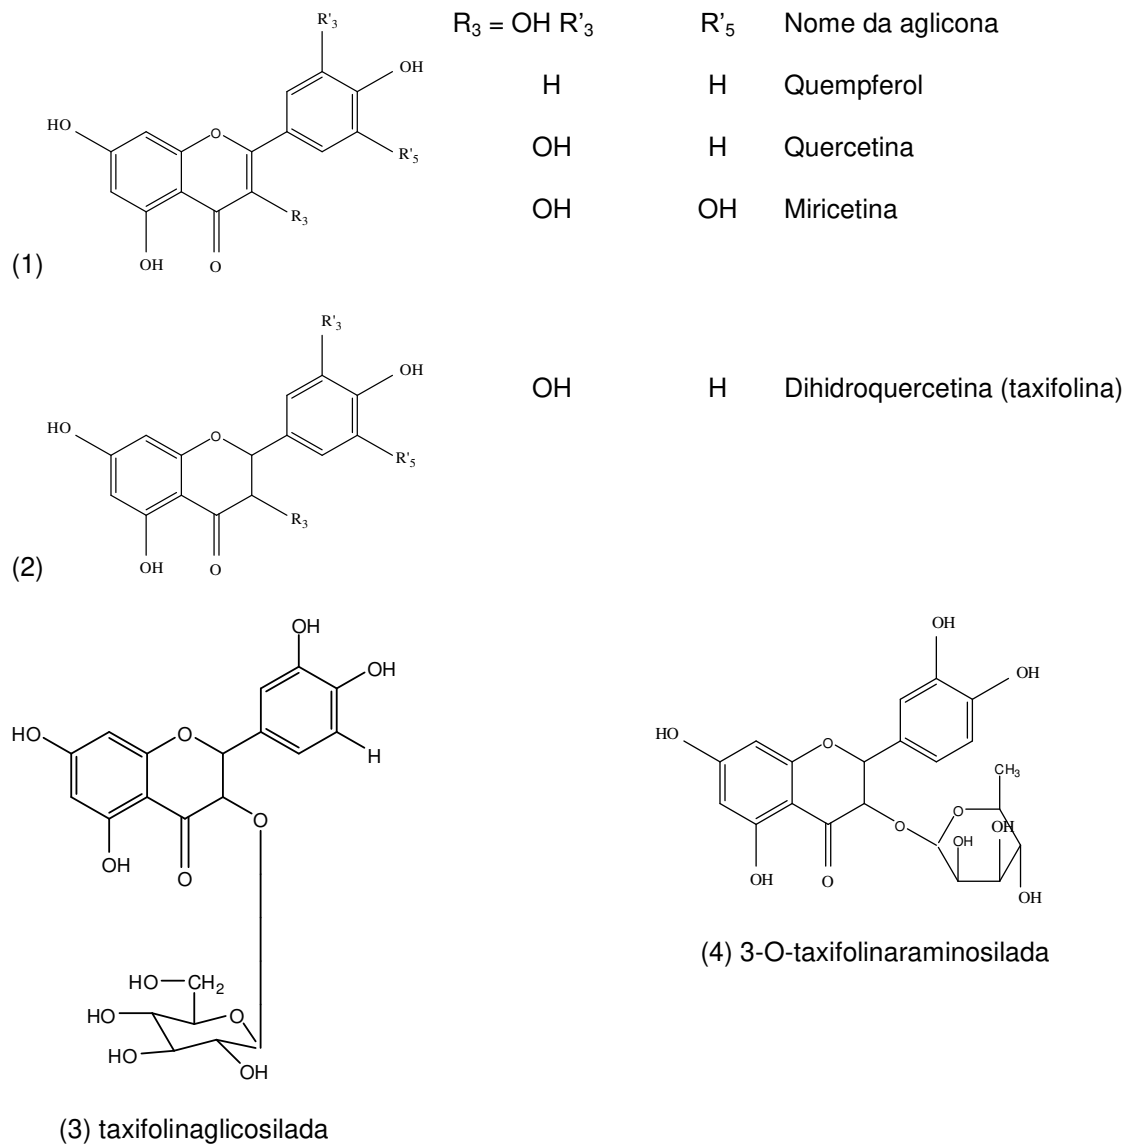 R'₃
R₃ = OH R'₃ R'₅ Nome da aglicona
OH
H H Quempferol
HO
O
OH H Quercetina
R'₅
R₃
OH OH Miricetina
(1)
OH O
R'₃
OH
OH H Dihidroquercetina (taxifolina)
HO
O
R'₅
R₃
(2)
OH O
OH
OH
HO
O
H
O
OH
O
HO CH₂
HO
O
HO
OH
(3) taxifolinaglicosilada
OH
OH
HO
O
CH₃
O
O
OH
OH
OH
O
OH
(4) 3-O-taxifolinaraminosilada